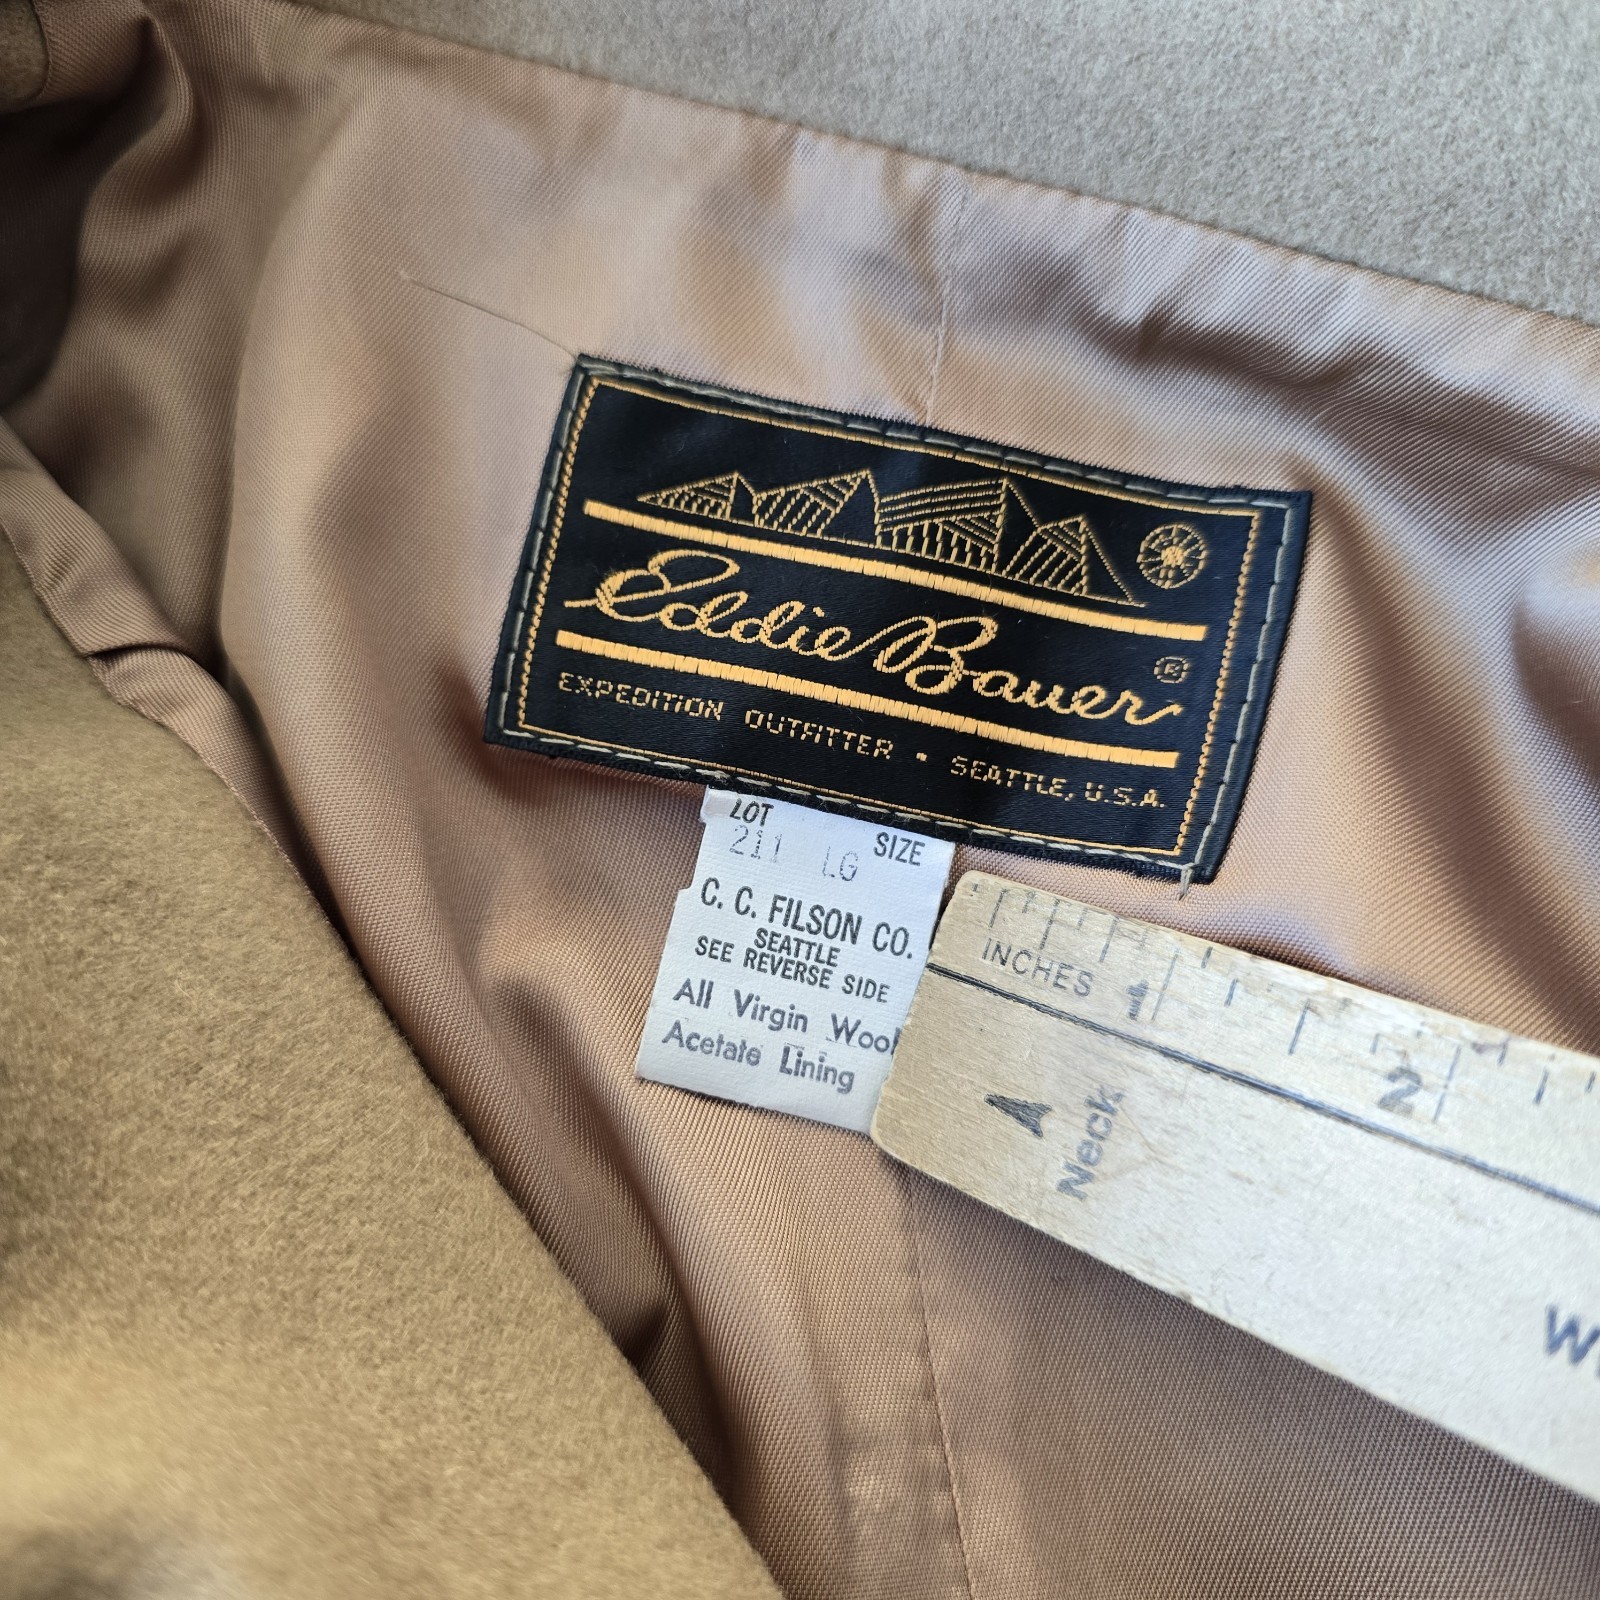 Eddie Bauer ®
EXPEDITION OUTFITTER • SEATTLE, U.S.A.
LOT SIZE
211 LG
C. C. FILSON CO.
SEATTLE
SEE REVERSE SIDE
All Virgin Wool
Acetate Lining
INCHES 1 2
Neck